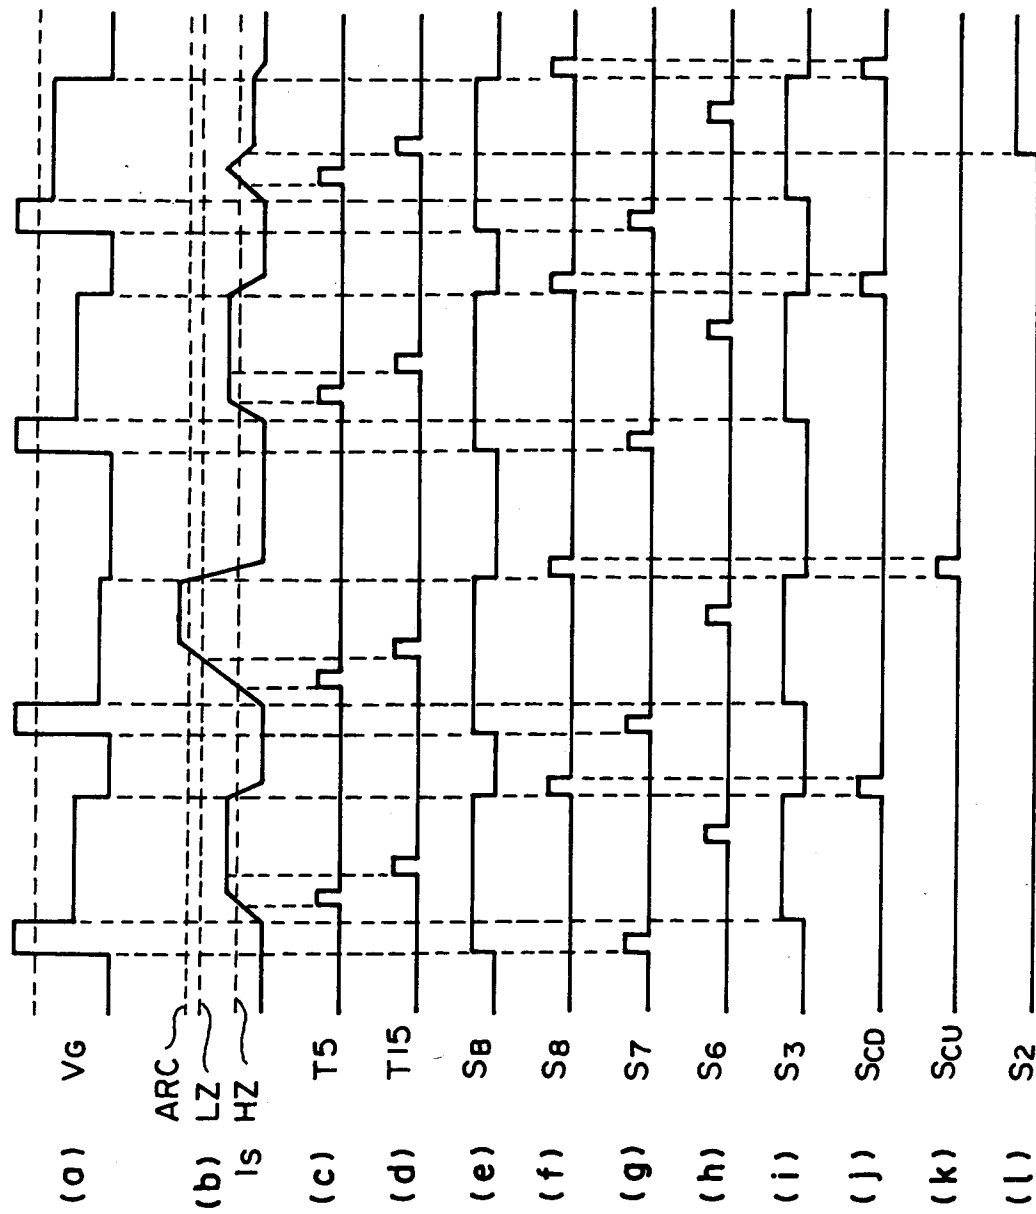 (a) VG
ARC
LZ
(b)
HZ
Is
(c) T5
(d) T15
(e) SB
(f) S8
(g) S7
(h) S6
(i) S3
(j) SCD
(k) SCU
(l) S2